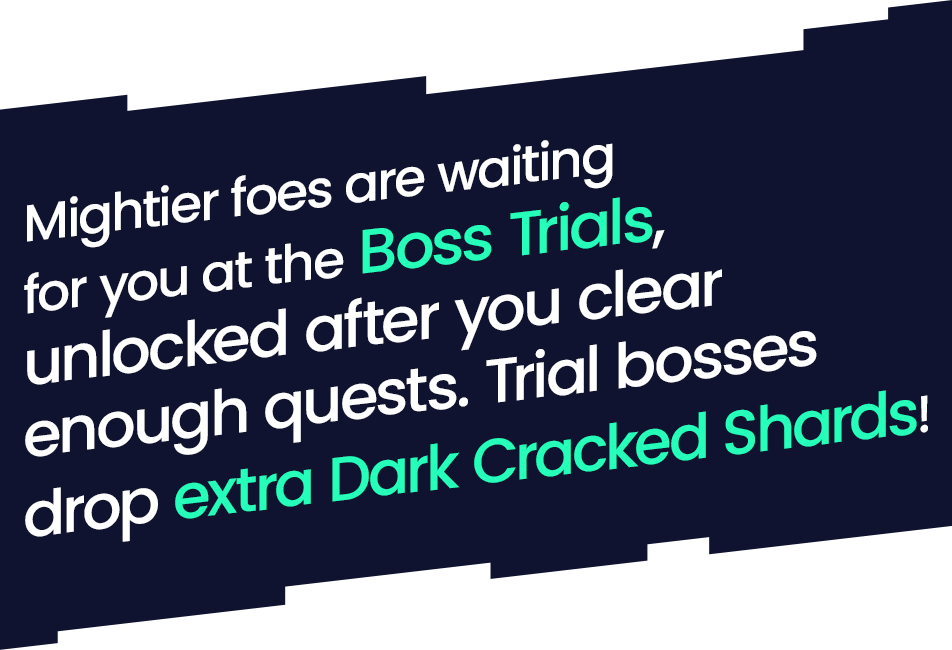 Mightier foes are waiting
for you at the Boss Trials,
unlocked after you clear
enough quests. Trial bosses
drop extra Dark Cracked Shards!